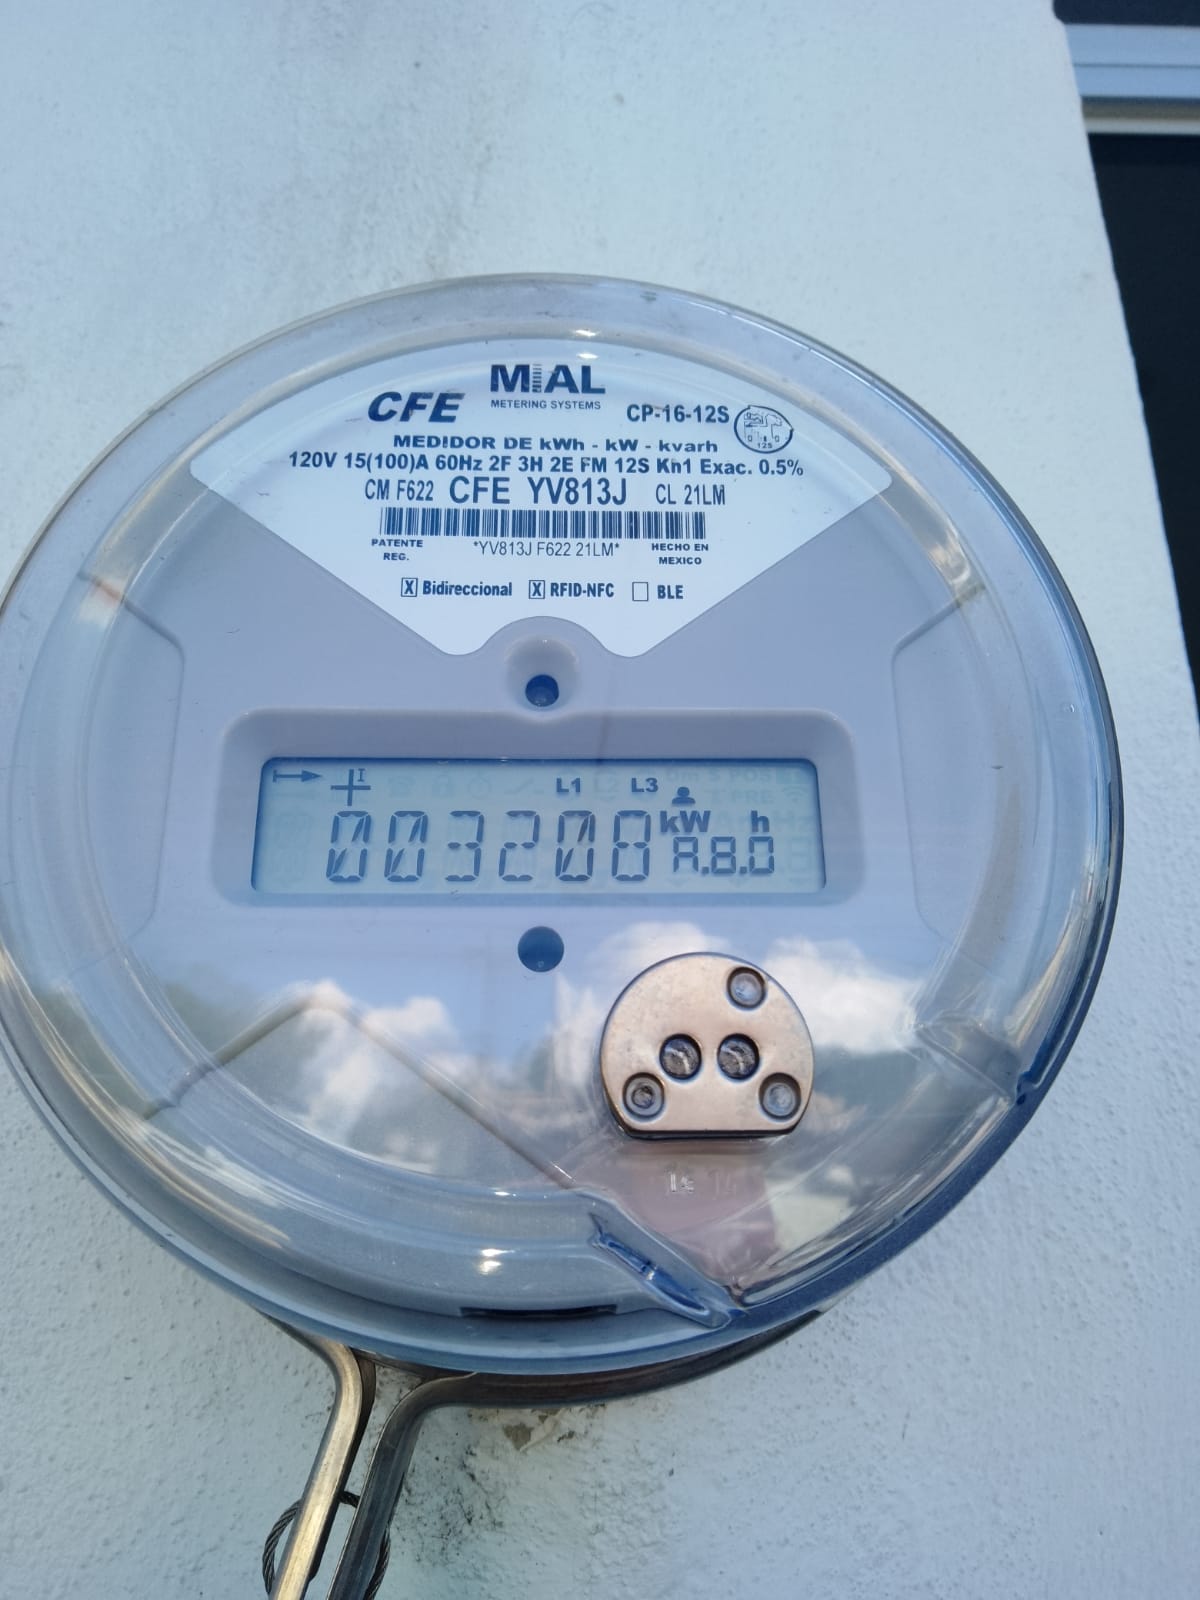 MIAL
METERING SYSTEMS
CFE
CP-16-12S
12S
MEDIDOR DE kWh - kW - kvarh
120V 15(100)A 60Hz 2F 3H 2E FM 12S Kh1 Exac. 0.5%
CM F622 CFE YV813J CL 21LM
PATENTE REG.
*YV813J F622 21LM*
HECHO EN MEXICO
X Bidireccional X RFID-NFC BLE
I L1 L3
003208 kW h
A.8.0